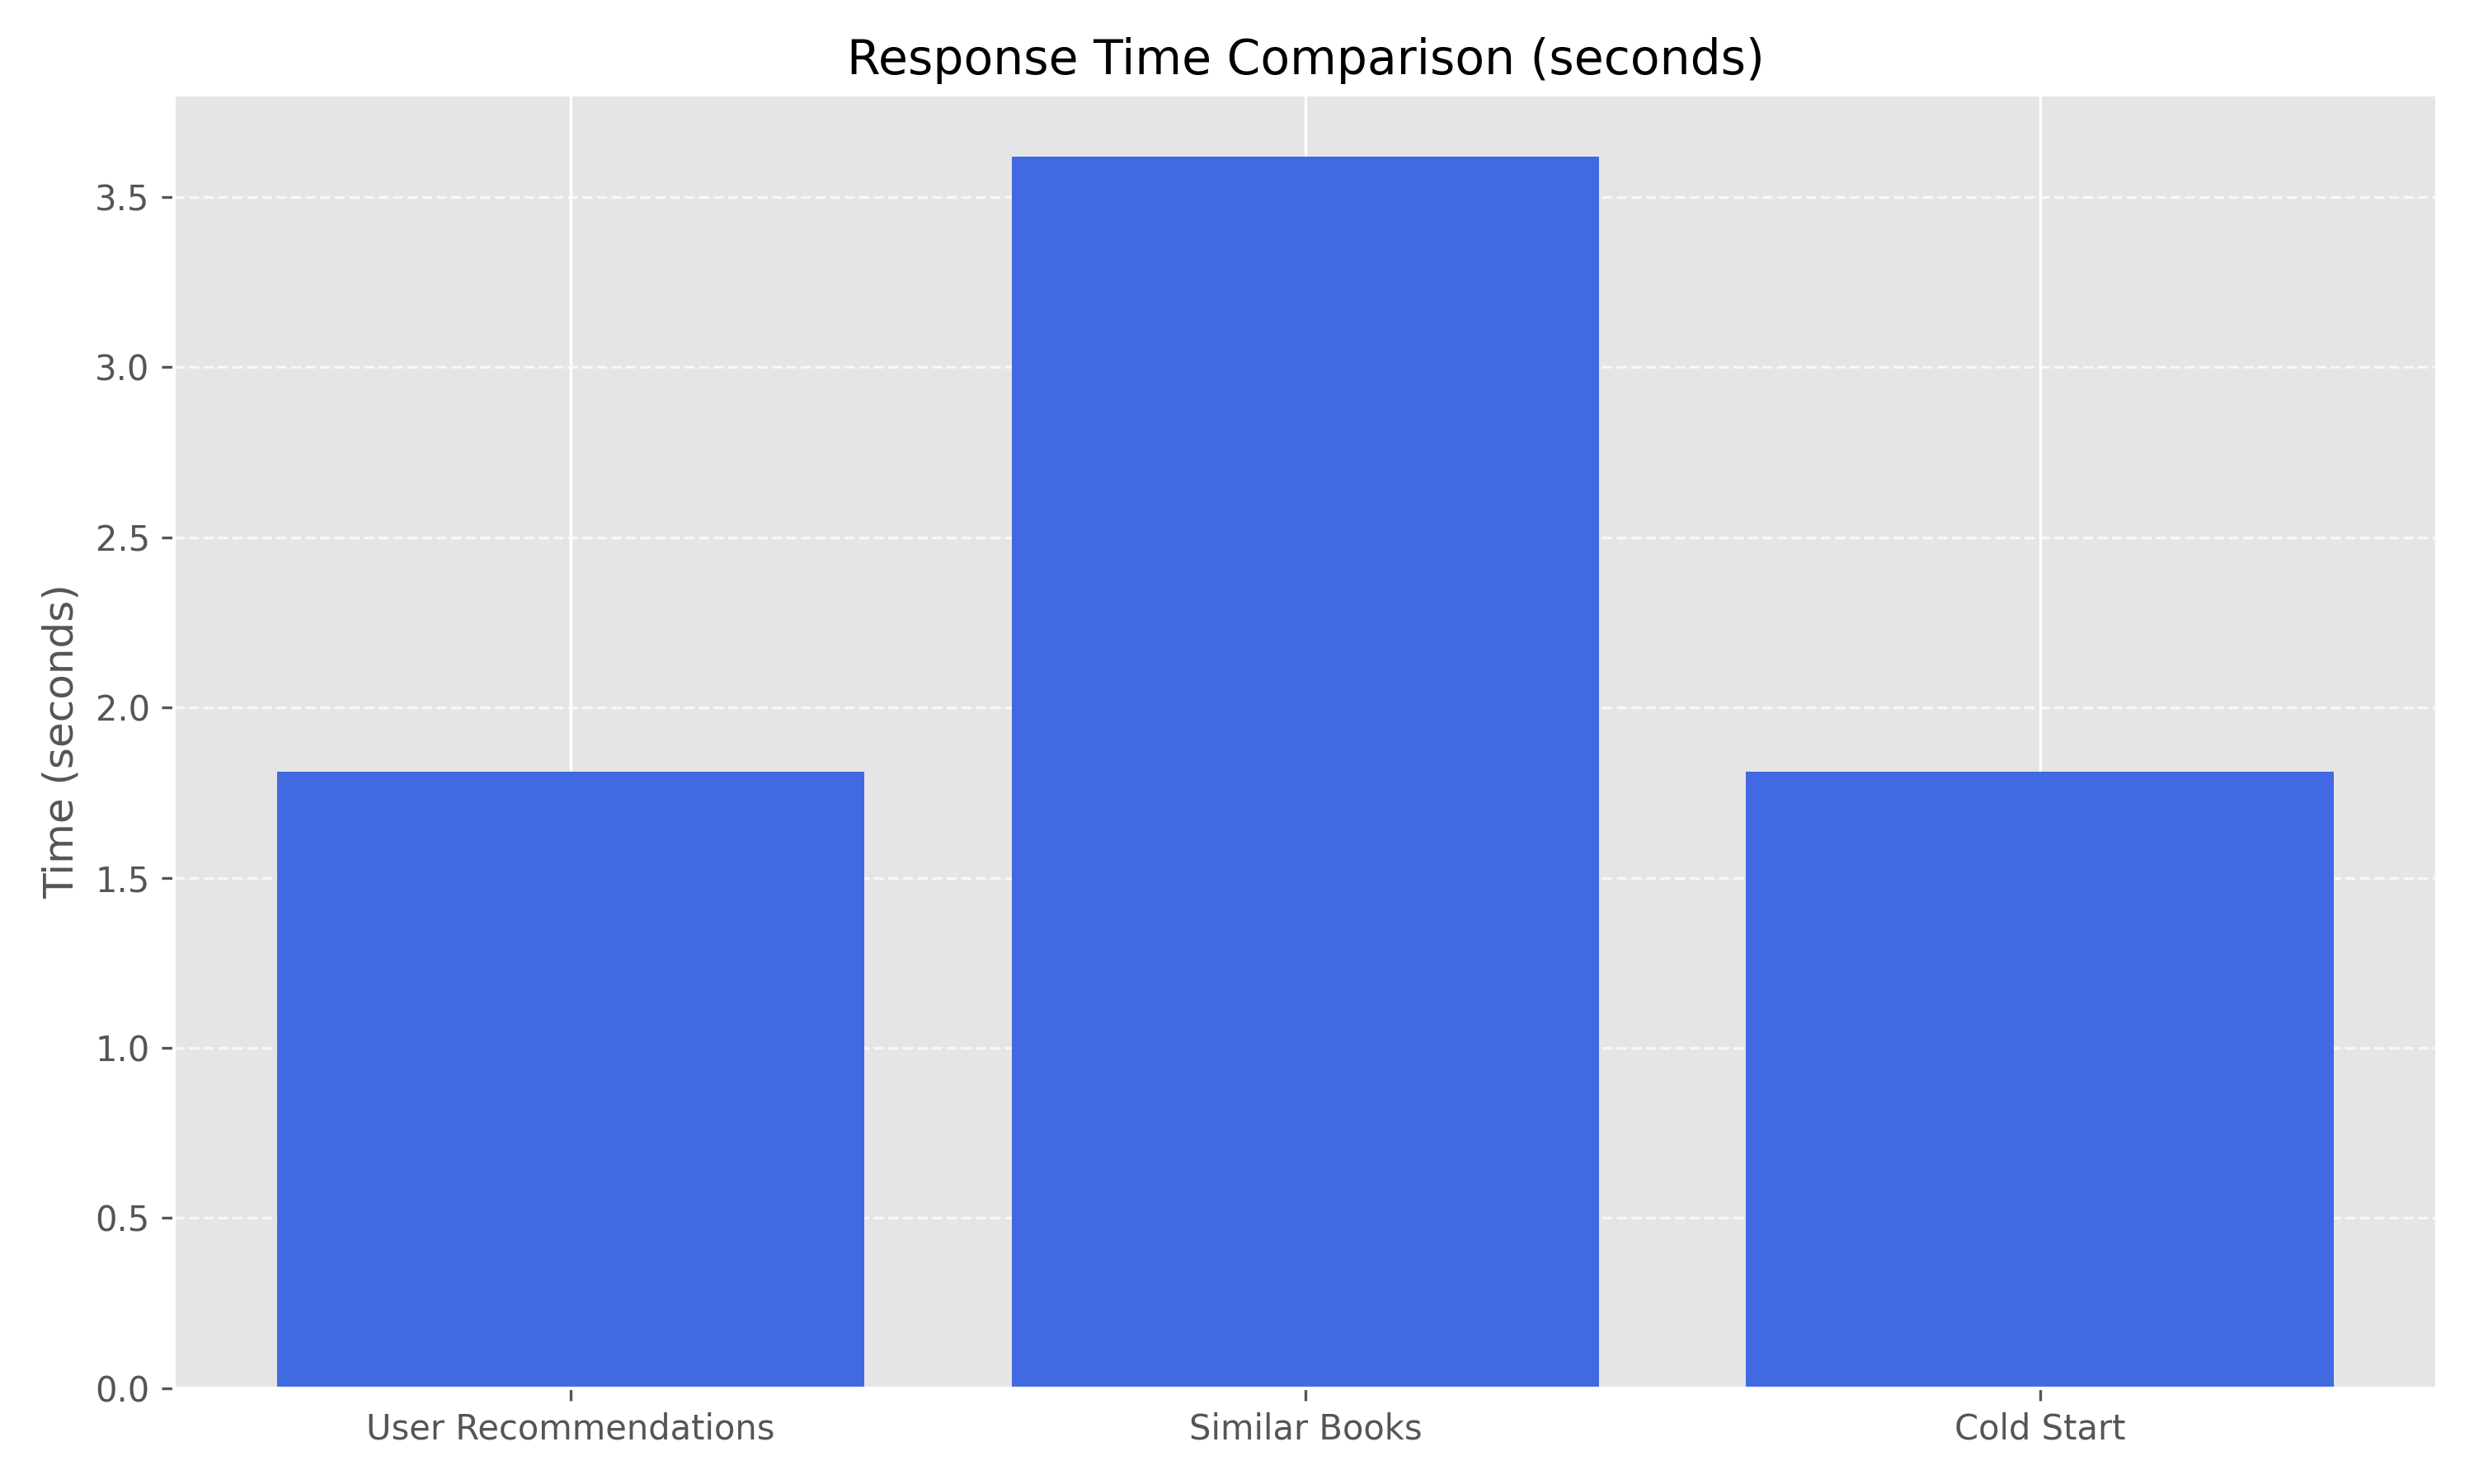 Response Time Comparison (seconds)
Time (seconds)
3.5
3.0
2.5
2.0
1.5
1.0
0.5
0.0
User Recommendations
Similar Books
Cold Start